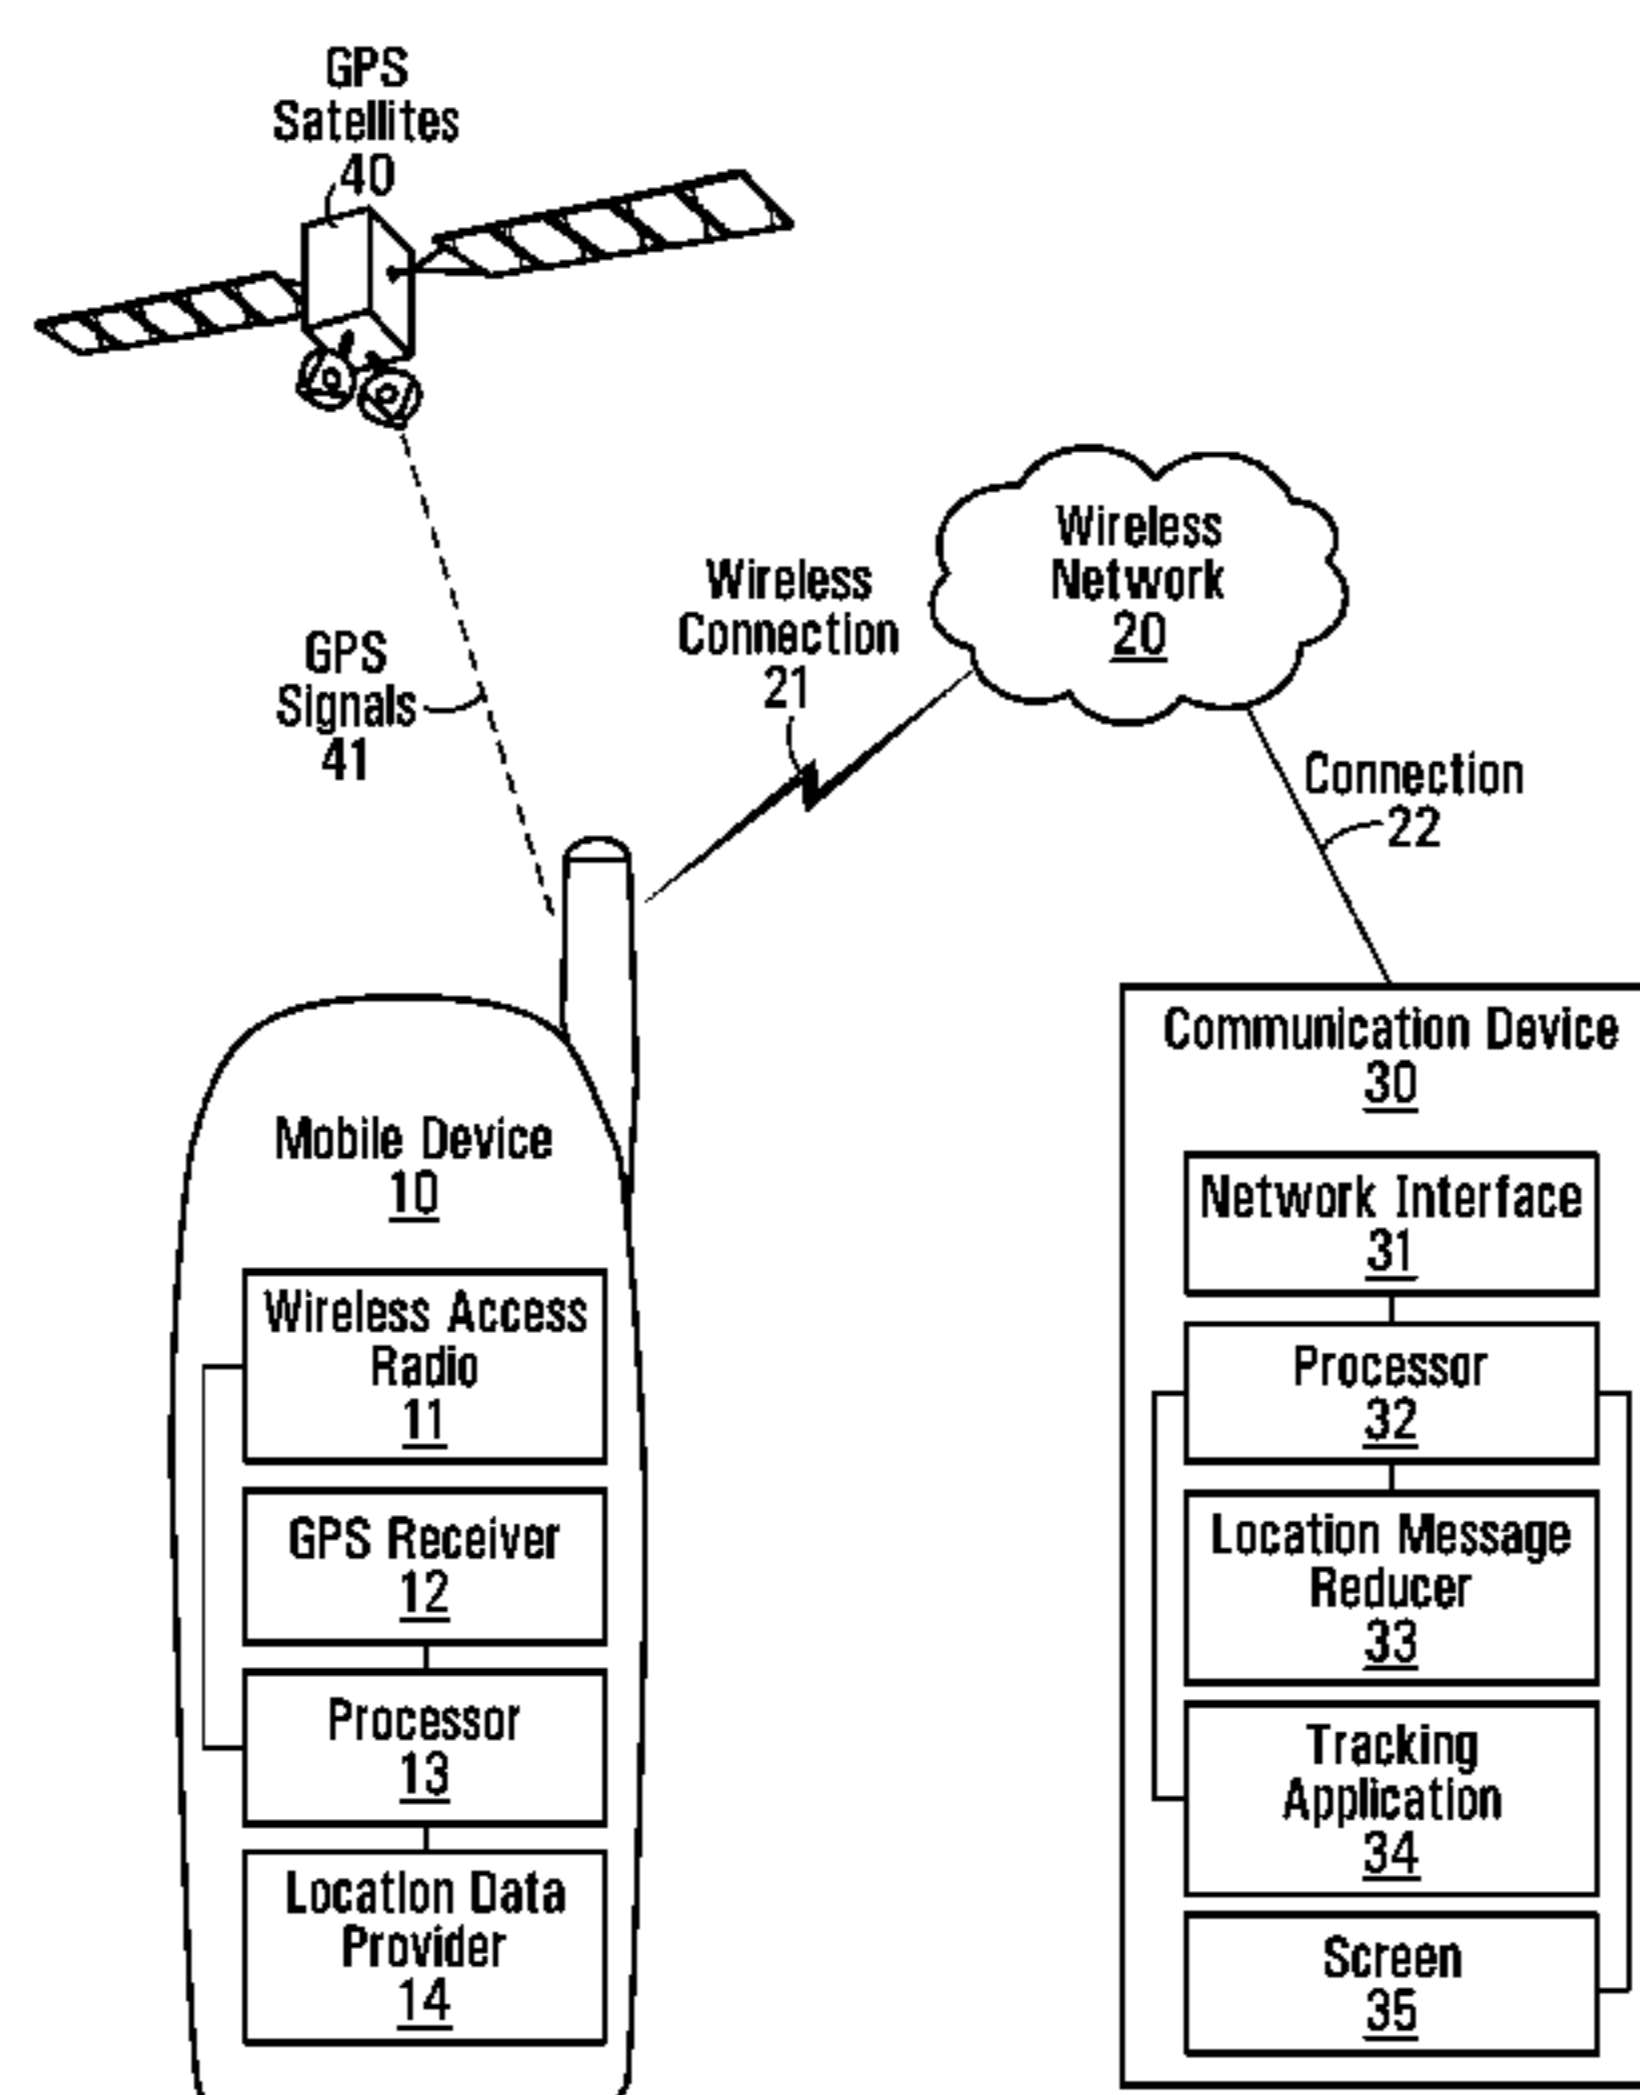 GPS
Satellites
40
GPS
Signals
41
Wireless
Connection
21
Wireless
Network
20
Connection
22
Mobile Device
10
Wireless Access
Radio
11
GPS Receiver
12
Processor
13
Location Data
Provider
14
Communication Device
30
Network Interface
31
Processor
32
Location Message
Reducer
33
Tracking
Application
34
Screen
35